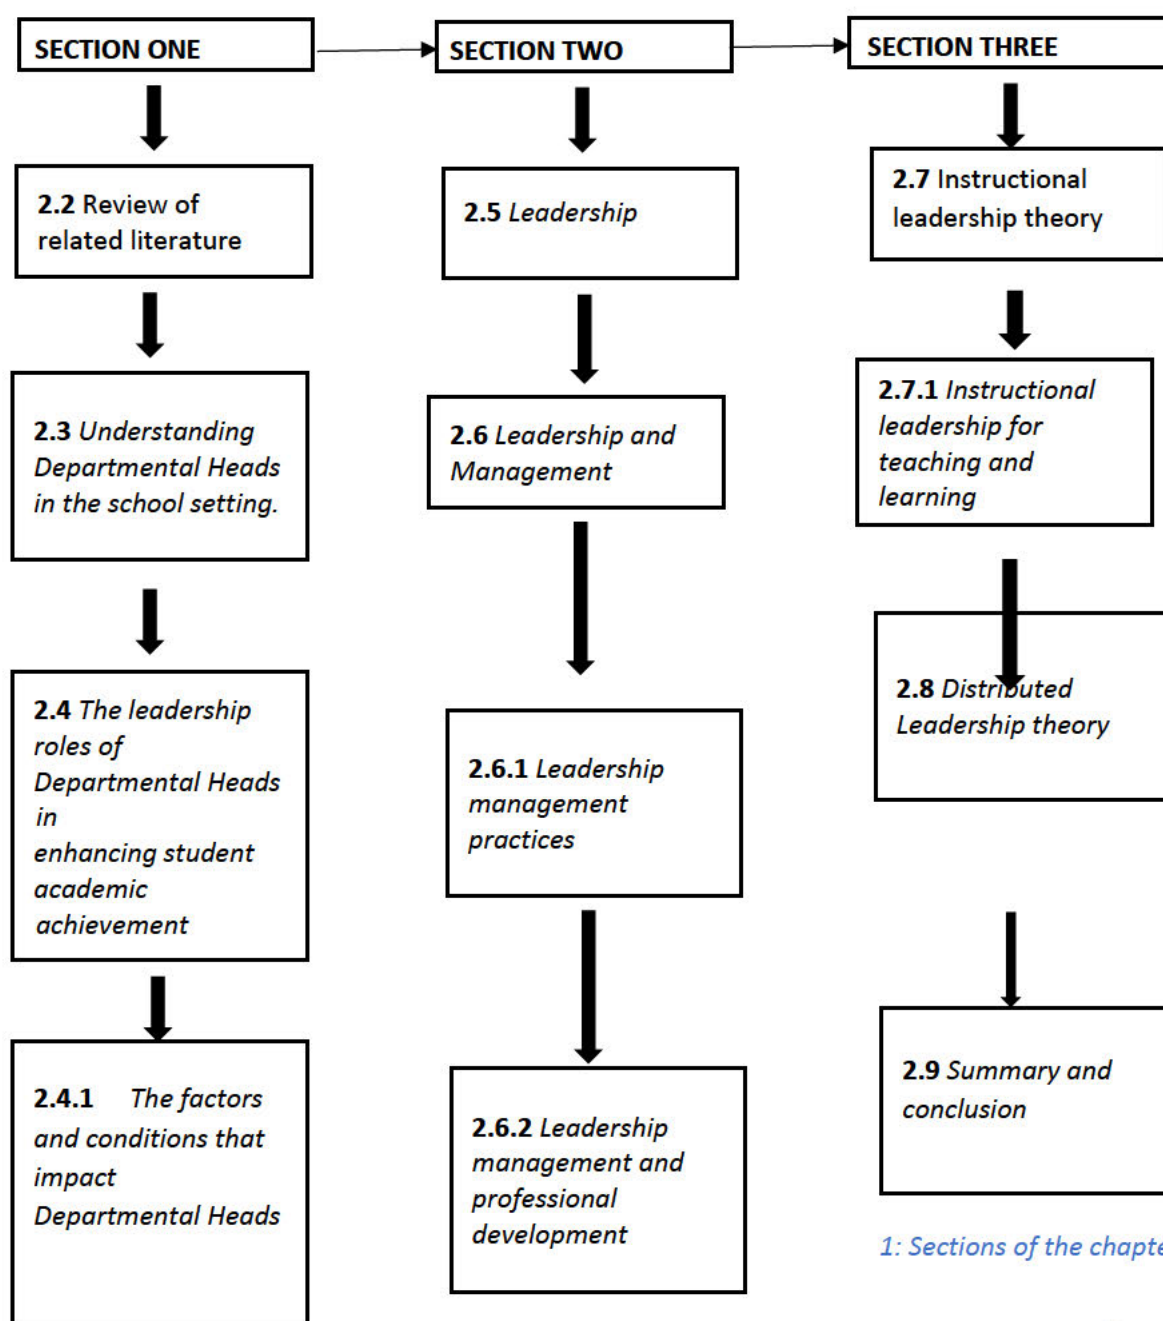 SECTION ONE
2.2 Review of
related literature
2.3 Understanding
Departmental Heads
in the school setting.
2.4 The leadership
roles of
Departmental Heads
in
enhancing student
academic
achievement
2.4.1 The factors
and conditions that
impact
Departmental Heads
SECTION TWO
2.5 Leadership
2.6 Leadership and
Management
2.6.1 Leadership
management
practices
2.6.2 Leadership
management and
professional
development
SECTION THREE
2.7 Instructional
leadership theory
2.7.1 Instructional
leadership for
teaching and
learning
2.8 Distributed
Leadership theory
2.9 Summary and
conclusion
1: Sections of the chapte